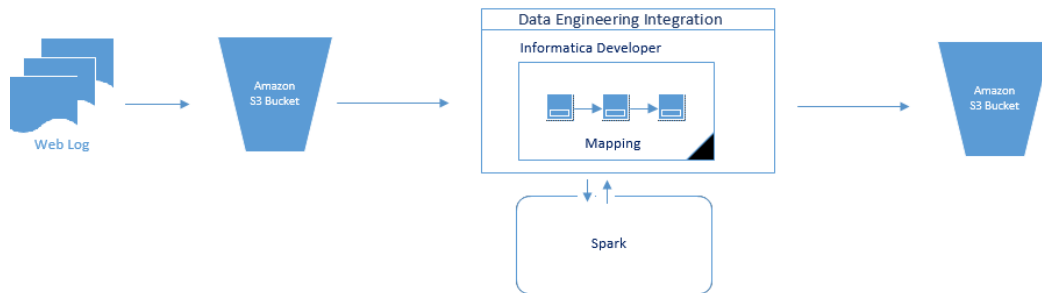 Data Engineering Integration
Informatica Developer
Amazon
S3 Bucket
Amazon
S3 Bucket
Web Log
Mapping
Spark